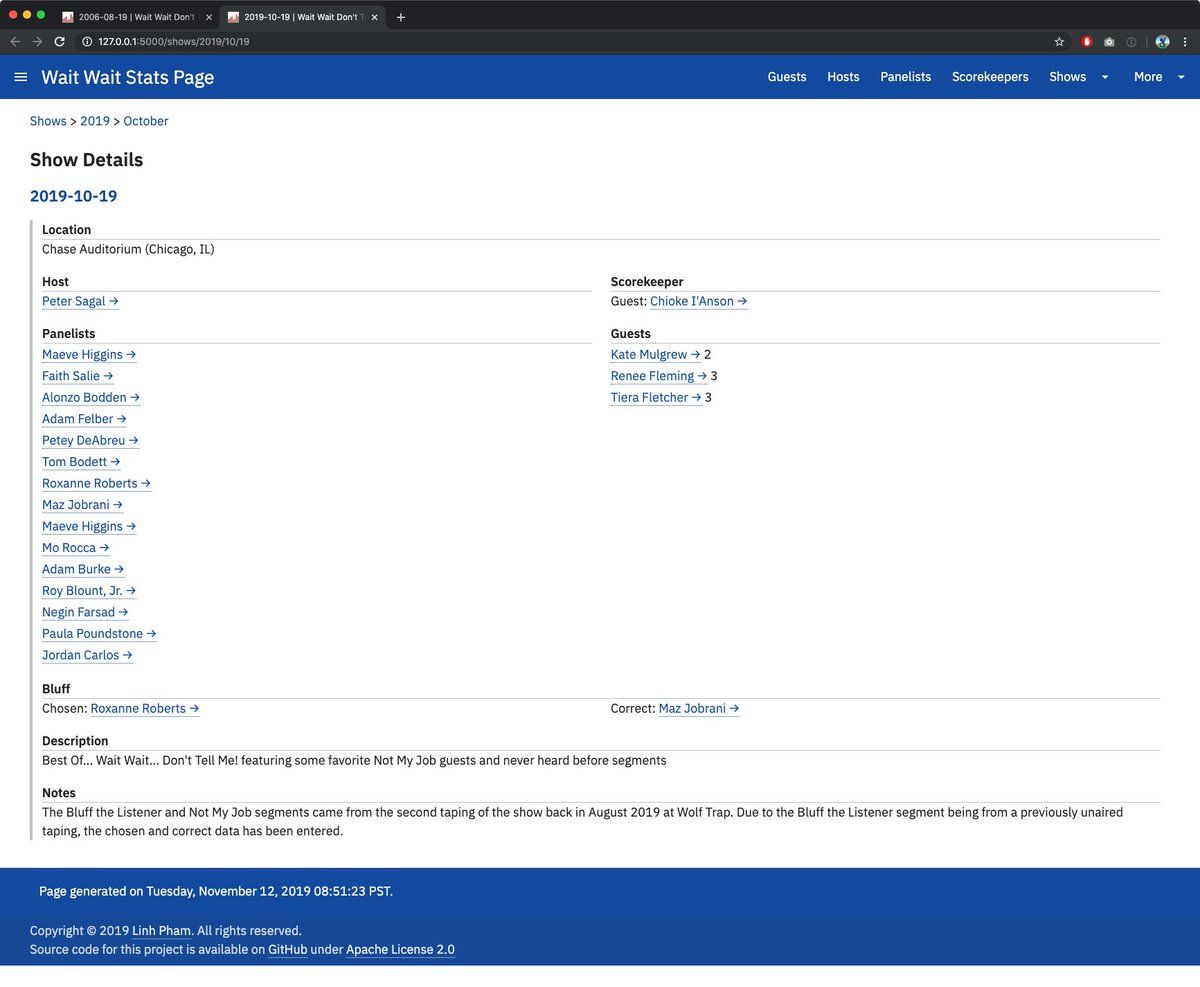 2006-08-19 | Wait Wait Don't
2019-10-19 | Wait Wait Don't T
127.0.0.1:5000/shows/2019/10/19
Wait Wait Stats Page
Guests Hosts Panelists Scorekeepers Shows More
Shows > 2019 > October
Show Details
2019-10-19
Location
Chase Auditorium (Chicago, IL)
Host
Peter Sagal →
Scorekeeper
Guest: Chioke I'Anson →
Panelists
Maeve Higgins →
Faith Salie →
Alonzo Bodden →
Adam Felber →
Petey DeAbreu →
Tom Bodett →
Roxanne Roberts →
Maz Jobrani →
Maeve Higgins →
Mo Rocca →
Adam Burke →
Roy Blount, Jr. →
Negin Farsad →
Paula Poundstone →
Jordan Carlos →
Guests
Kate Mulgrew → 2
Renee Fleming → 3
Tiera Fletcher → 3
Bluff
Chosen: Roxanne Roberts →
Correct: Maz Jobrani →
Description
Best Of... Wait Wait... Don't Tell Me! featuring some favorite Not My Job guests and never heard before segments
Notes
The Bluff the Listener and Not My Job segments came from the second taping of the show back in August 2019 at Wolf Trap. Due to the Bluff the Listener segment being from a previously unaired
taping, the chosen and correct data has been entered.
Page generated on Tuesday, November 12, 2019 08:51:23 PST.
Copyright © 2019 Linh Pham. All rights reserved.
Source code for this project is available on GitHub under Apache License 2.0